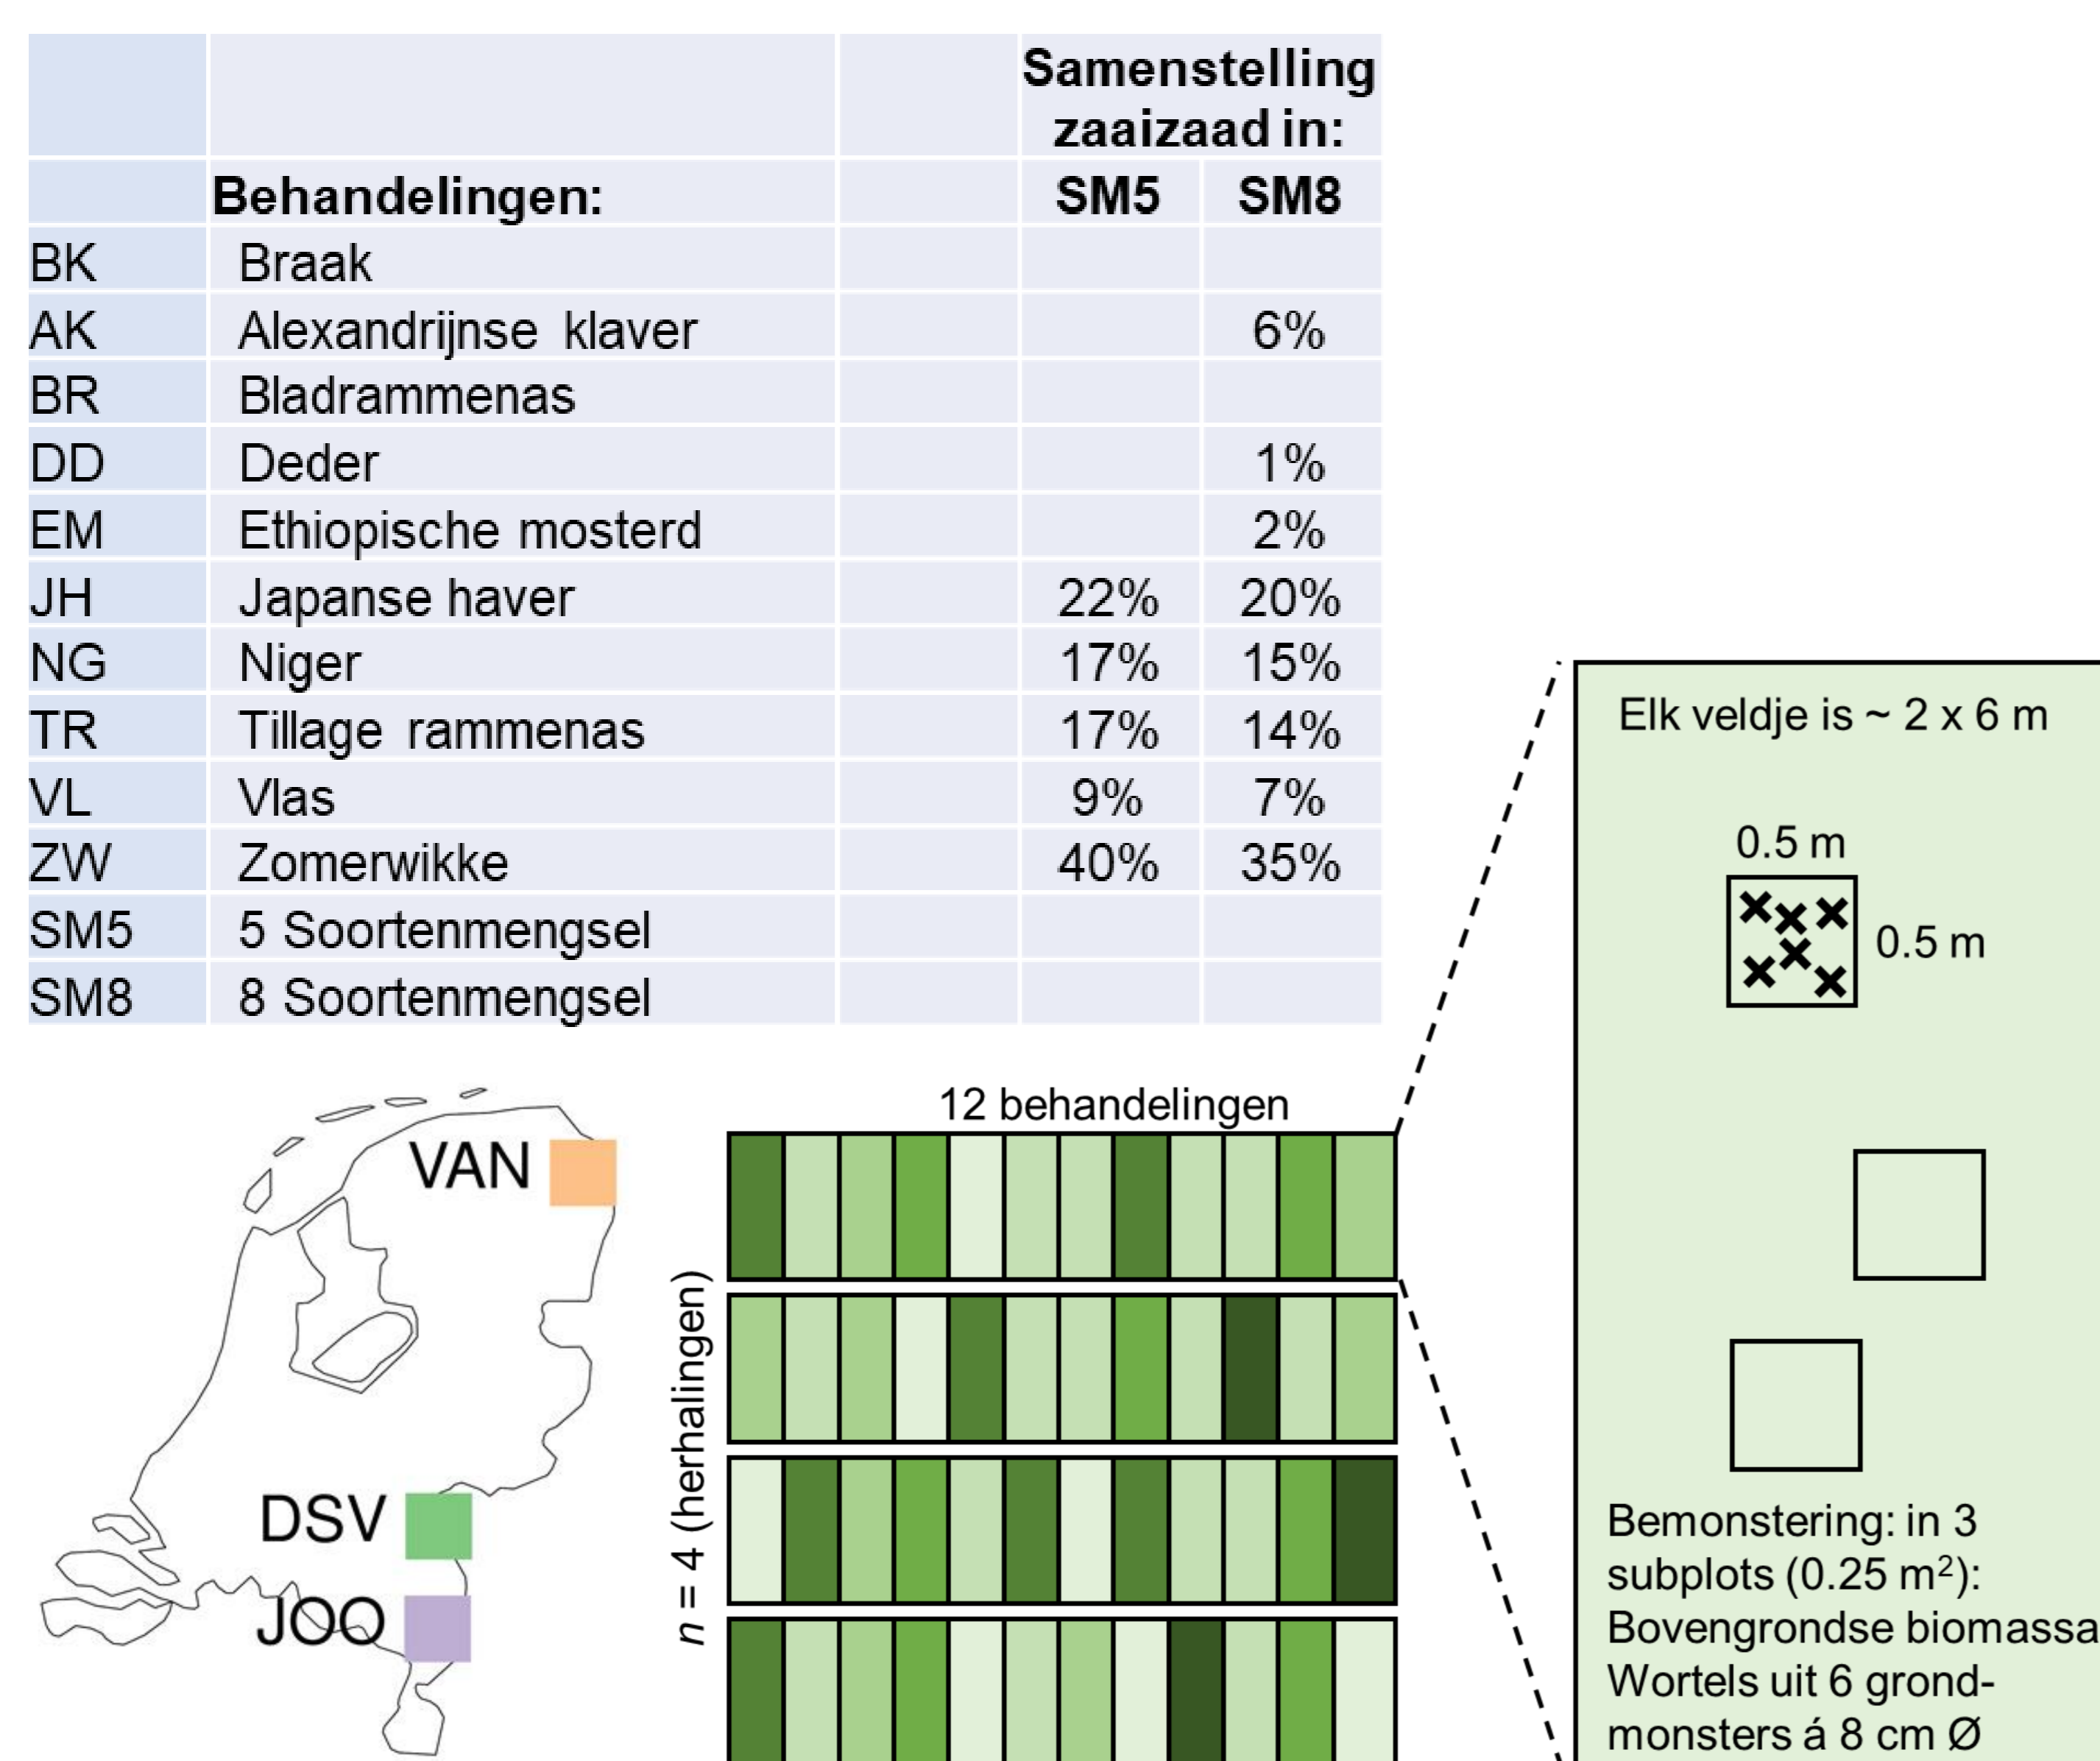 Samenstelling
zaaizaad in:
Behandelingen: SM5 SM8
BK Braak
AK Alexandrijnse klaver 6%
BR Bladrammenas
DD Deder 1%
EM Ethiopische mosterd 2%
JH Japanse haver 22% 20%
NG Niger 17% 15%
TR Tillage rammenas 17% 14%
VL Vlas 9% 7%
ZW Zomerwikke 40% 35%
SM5 5 Soortenmengsel
SM8 8 Soortenmengsel
VAN
DSV
JOO
12 behandelingen
n = 4 (herhalingen)
Elk veldje is ~ 2 x 6 m
0.5 m
0.5 m
Bemonstering: in 3
subplots (0.25 m²):
Bovengrondse biomassa
Wortels uit 6 grond-
monsters á 8 cm Ø